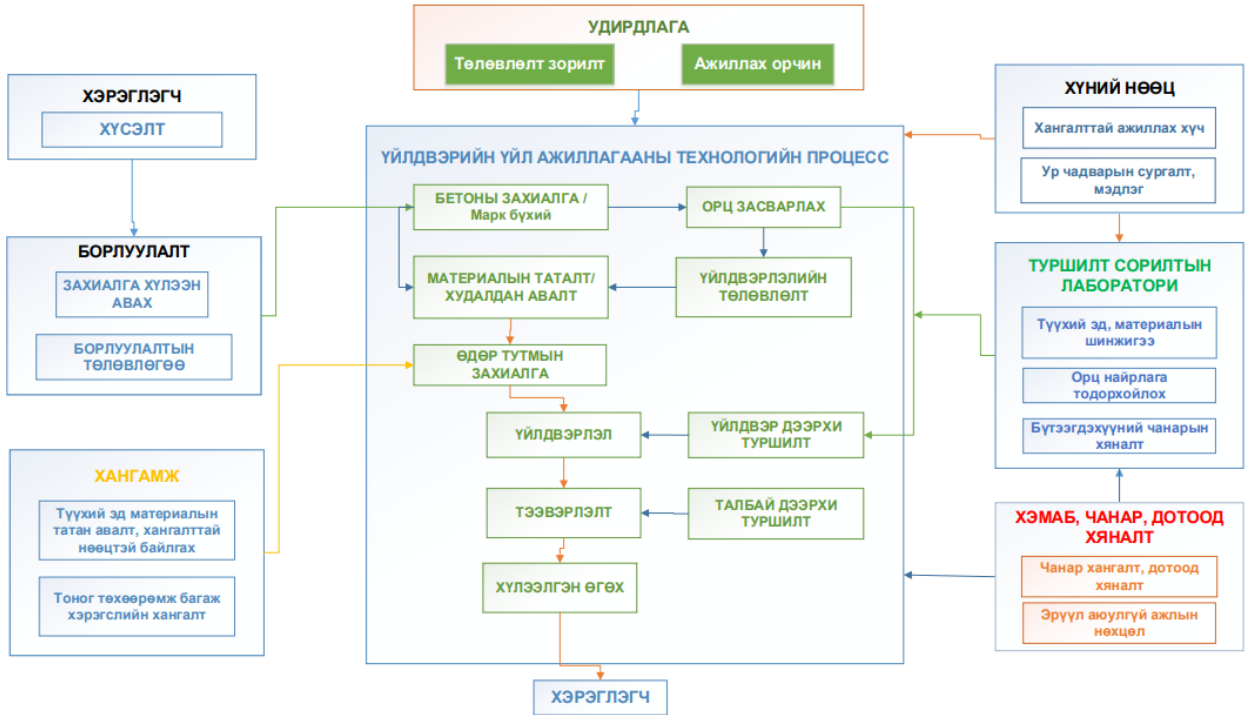 УДИРДЛАГА
Төлөвлөлт зорилт
Ажиллах орчин
ХЭРЭГЛЭГЧ
ХҮСЭЛТ
БОРЛУУЛАЛТ
ЗАХИАЛГА ХҮЛЭЭН
АВАХ
БОРЛУУЛАЛТЫН
ТӨЛӨВЛӨГӨӨ
ХАНГАМЖ
Түүхий эд материалын
татан авалт, хангалттай
нөөцтэй байлгах
Тоног төхөөрөмж багаж
хэрэгслийн хангалт
ҮЙЛДВЭРИЙН ҮЙЛ АЖИЛЛАГААНЫ ТЕХНОЛОГИЙН ПРОЦЕСС
БЕТОНЫ ЗАХИАЛГА /
Марк бүхий
ОРЦ ЗАСВАРЛАХ
МАТЕРИАЛЫН ТАТАЛТ/
ХУДАЛДАН АВАЛТ
ҮЙЛДВЭРЛЭЛИЙН
ТӨЛӨВЛӨЛТ
ӨДӨР ТУТМЫН
ЗАХИАЛГА
ҮЙЛДВЭРЛЭЛ
ҮЙЛДВЭР ДЭЭРХИ
ТУРШИЛТ
ТЭЭВЭРЛЭЛТ
ТАЛБАЙ ДЭЭРХИ
ТУРШИЛТ
ХҮЛЭЭЛГЭН ӨГӨХ
ХЭРЭГЛЭГЧ
ХҮНИЙ НӨӨЦ
Хангалттай ажиллах хүч
Ур чадварын сургалт,
мэдлэг
ТУРШИЛТ СОРИЛТЫН
ЛАБОРАТОРИ
Түүхий эд, материалын
шинжигээ
Орц найрлага
тодорхойлох
Бүтээгдэхүүний чанарын
хяналт
ХЭМАБ, ЧАНАР, ДОТООД
ХЯНАЛТ
Чанар хангалт, дотоод
хяналт
Эрүүл аюулгүй ажлын
нөхцөл